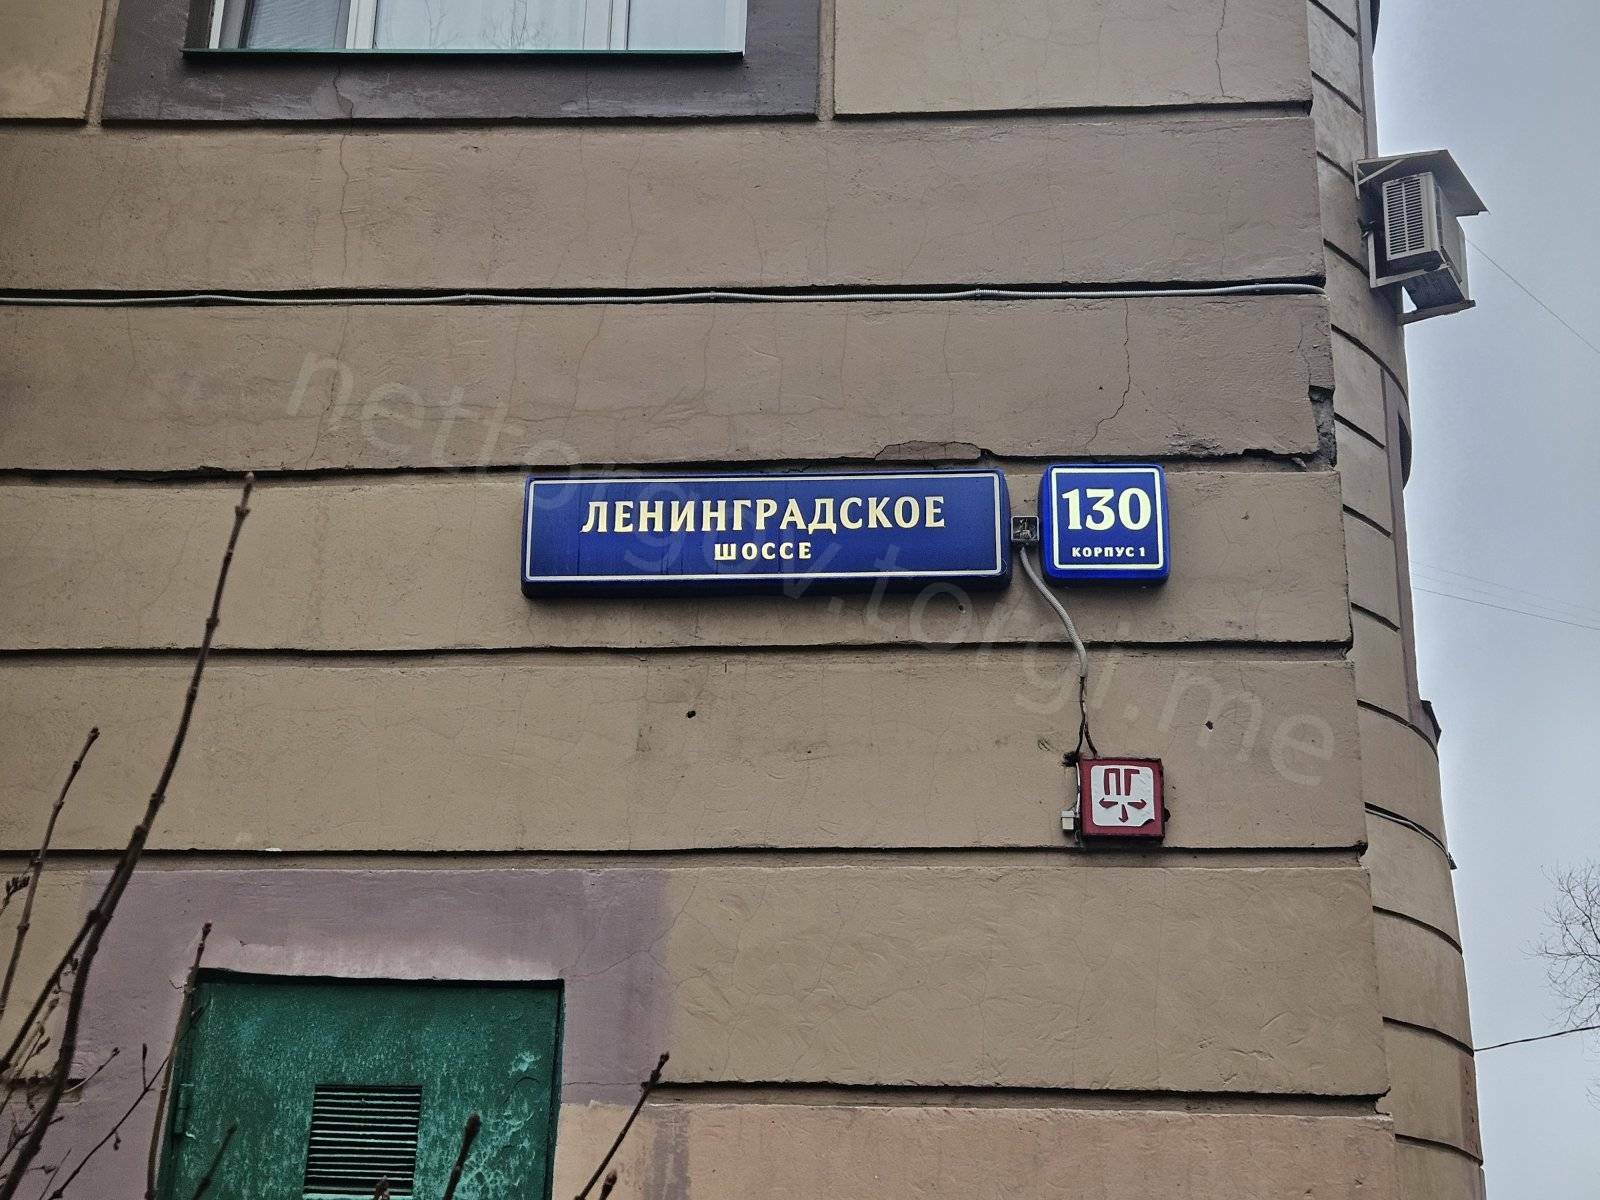 ЛЕНИНГРАДСКОЕ
ШОССЕ
130
КОРПУС 1
ПГ
nettorgov.torgi.me